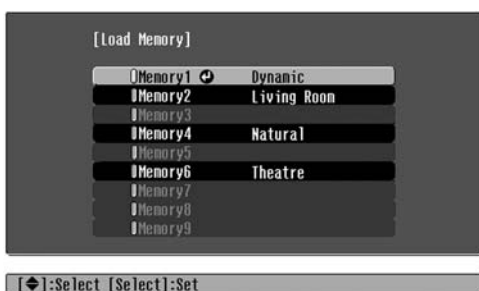 [Load Memory]
Memory1 Dynamic
Memory2 Living Room
Memory3
Memory4 Natural
Memory5
Memory6 Theatre
Memory7
Memory8
Memory9
[◆]:Select [Select]:Set